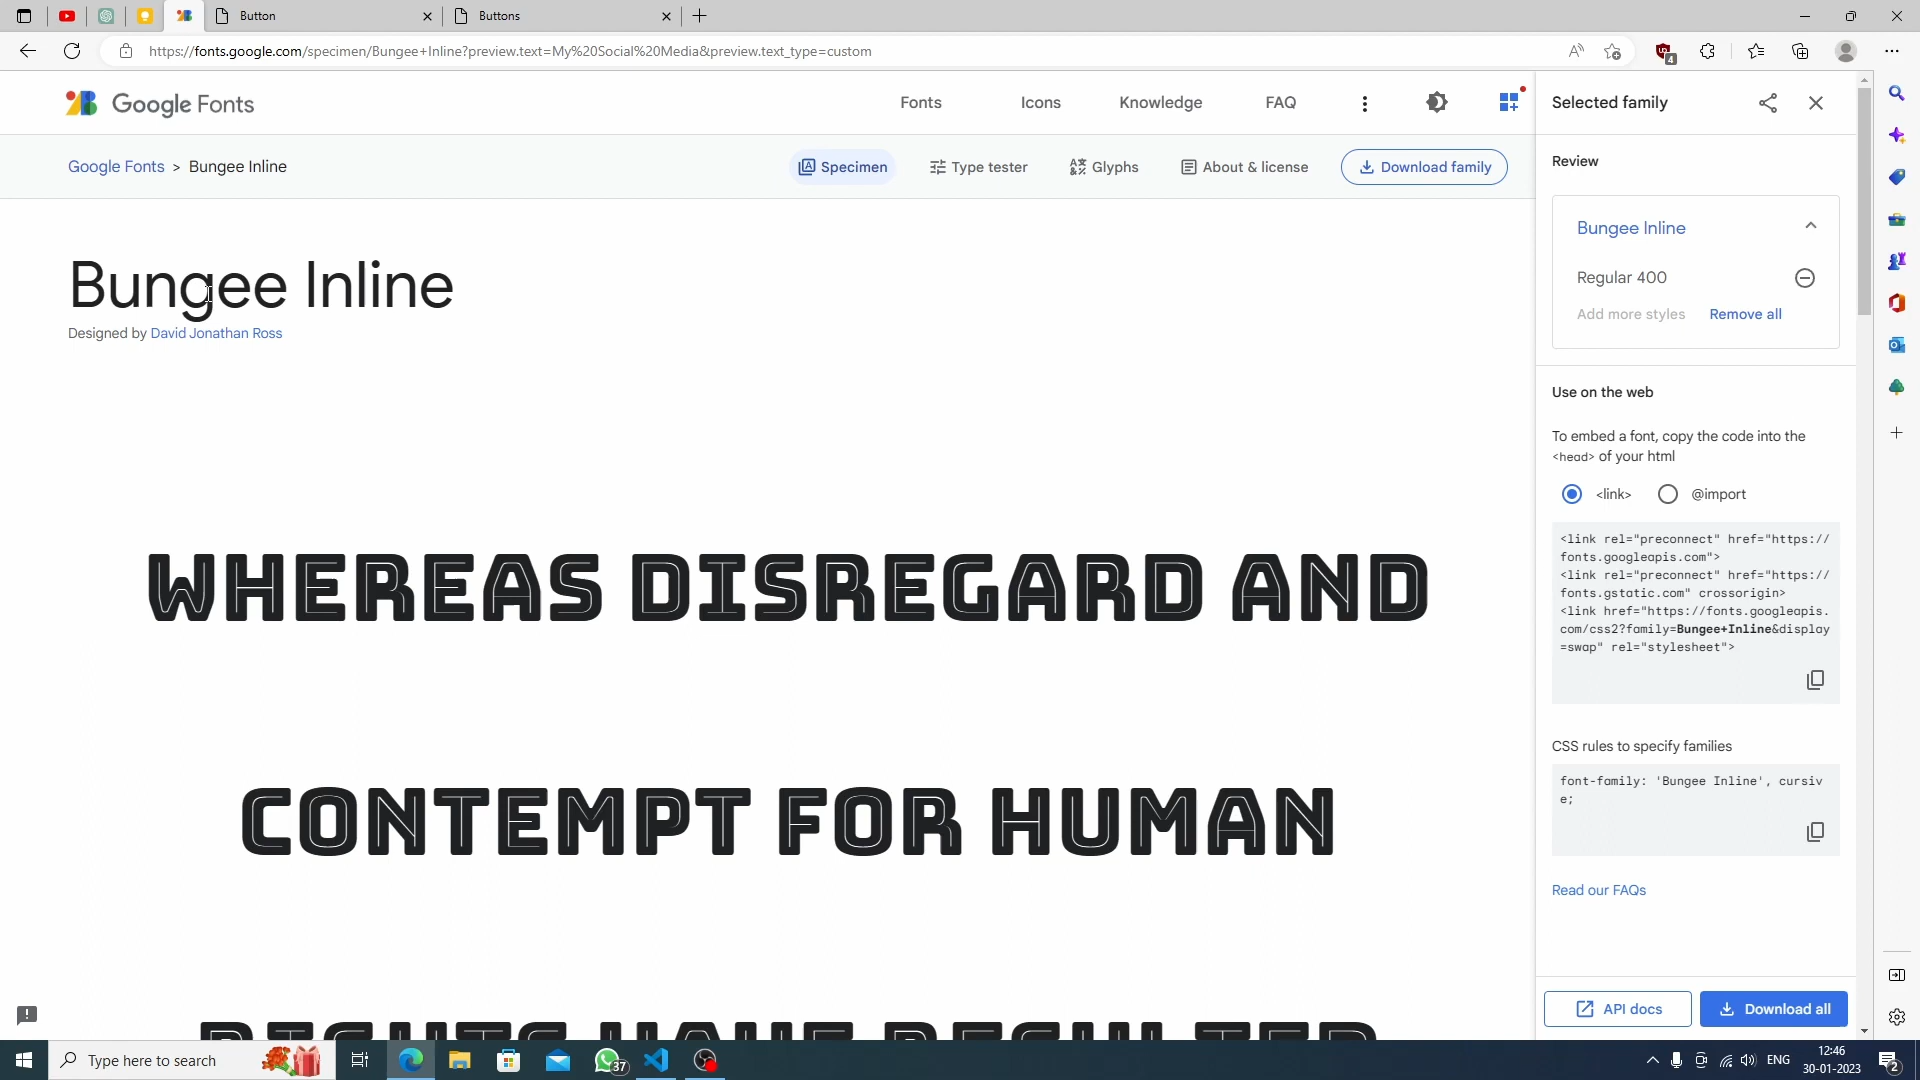 Button
Buttons
https://fonts.google.com/specimen/Bungee+Inline?preview.text=My%20Social%20Media&preview.text_type=custom
4
Google Fonts
Fonts
Icons
Knowledge
FAQ
Selected family
Google Fonts > Bungee Inline
Specimen
Type tester
Glyphs
About & license
Download family
Review
Bungee Inline
Designed by David Jonathan Ross
Bungee Inline
Regular 400
Add more styles
Remove all
Use on the web
To embed a font, copy the code into the
<head> of your html
<link>
@import
<link rel="preconnect" href="https://
fonts.googleapis.com">
<link rel="preconnect" href="https://
fonts.gstatic.com" crossorigin>
<link href="https://fonts.googleapis.
com/css2?family=Bungee+Inline&display
=swap" rel="stylesheet">
WHEREAS DISREGARD AND
CONTEMPT FOR HUMAN
RIGHTS HAVE RESULTED
CSS rules to specify families
font-family: 'Bungee Inline', cursiv
e;
Read our FAQs
API docs
Download all
Type here to search
37
ENG
12:46
30-01-2023
2